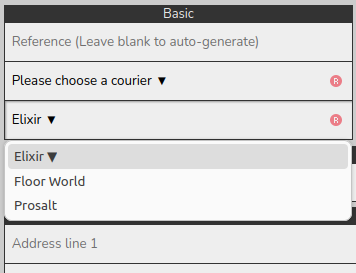 Basic
Reference (Leave blank to auto-generate)
Please choose a courier ▼ R
Elixir ▼ R
Elixir ▼
Floor World
Prosalt
Address line 1